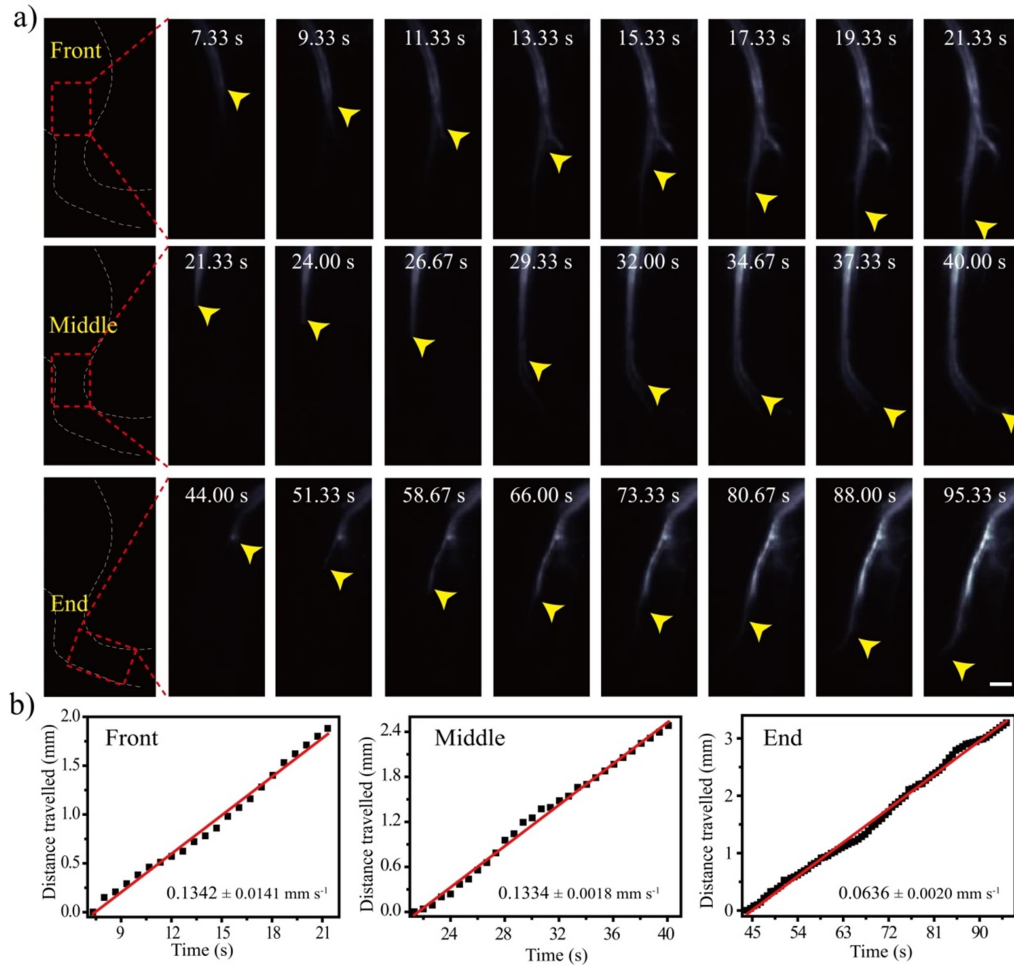 a)
Front
7.33 s 9.33 s 11.33 s 13.33 s 15.33 s 17.33 s 19.33 s 21.33 s
Middle
21.33 s 24.00 s 26.67 s 29.33 s 32.00 s 34.67 s 37.33 s 40.00 s
End
44.00 s 51.33 s 58.67 s 66.00 s 73.33 s 80.67 s 88.00 s 95.33 s
b)
Distance travelled (mm)
2.0
1.5
1.0
0.5
0.0
Front
0.1342 ± 0.0141 mm s⁻¹
9 12 15 18 21
Time (s)
Distance travelled (mm)
2.4
1.8
1.2
0.6
0.0
Middle
0.1334 ± 0.0018 mm s⁻¹
24 28 32 36 40
Time (s)
Distance travelled (mm)
3
2
1
0
End
0.0636 ± 0.0020 mm s⁻¹
45 54 63 72 81 90
Time (s)